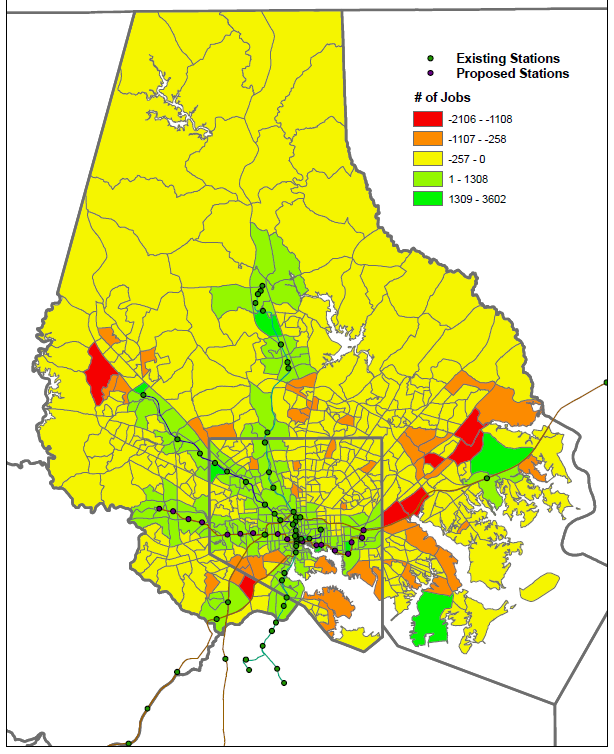 Existing Stations
Proposed Stations
# of Jobs
-2106 - -1108
-1107 - -258
-257 - 0
1 - 1308
1309 - 3602